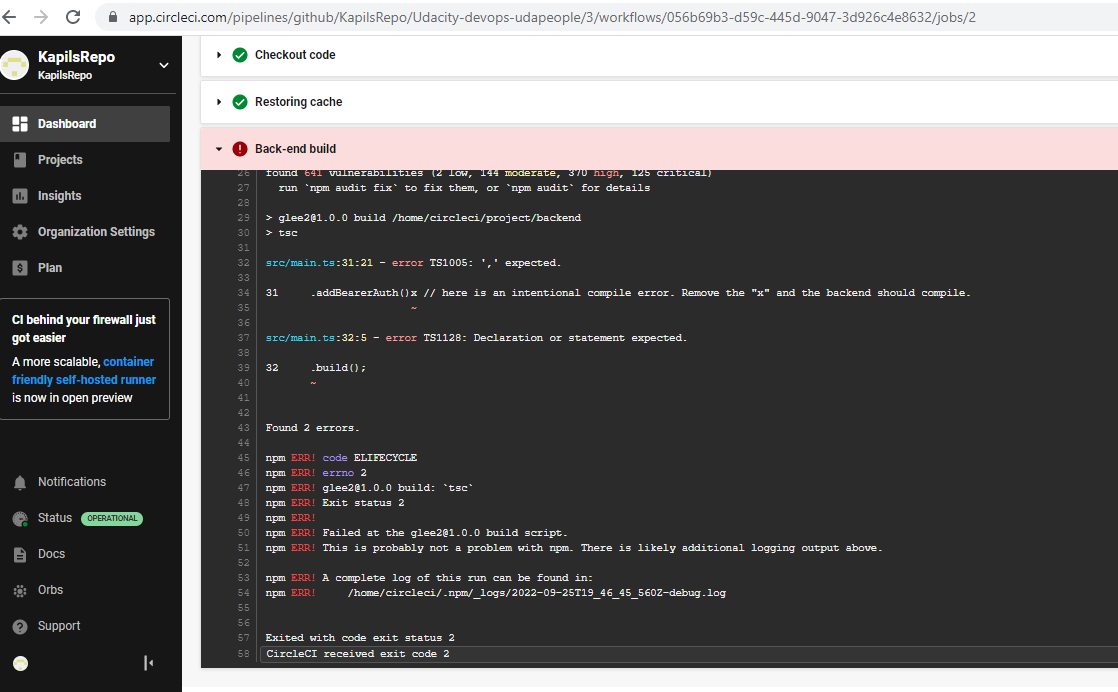 app.circleci.com/pipelines/github/KapilsRepo/Udacity-devops-udapeople/3/workflows/056b69b3-d59c-445d-9047-3d926c4e8632/jobs/2
KapilsRepo
KapilsRepo
Dashboard
Projects
Insights
Organization Settings
Plan
CI behind your firewall just
got easier
A more scalable, container
friendly self-hosted runner
is now in open preview
Notifications
Status OPERATIONAL
Docs
Orbs
Support
Checkout code
Restoring cache
Back-end build
26 found 641 vulnerabilities (2 low, 144 moderate, 370 high, 125 critical)
27 run `npm audit fix` to fix them, or `npm audit` for details
28
29 > glee2@1.0.0 build /home/circleci/project/backend
30 > tsc
31
32 src/main.ts:31:21 - error TS1005: ',' expected.
33
34 31 .addBearerAuth()x // here is an intentional compile error. Remove the "x" and the backend should compile.
35 ~
36
37 src/main.ts:32:5 - error TS1128: Declaration or statement expected.
38
39 32 .build();
40 ~
41
42
43 Found 2 errors.
44
45 npm ERR! code ELIFECYCLE
46 npm ERR! errno 2
47 npm ERR! glee2@1.0.0 build: `tsc`
48 npm ERR! Exit status 2
49 npm ERR!
50 npm ERR! Failed at the glee2@1.0.0 build script.
51 npm ERR! This is probably not a problem with npm. There is likely additional logging output above.
52
53 npm ERR! A complete log of this run can be found in:
54 npm ERR! /home/circleci/.npm/_logs/2022-09-25T19_46_45_560Z-debug.log
55
56
57 Exited with code exit status 2
58 CircleCI received exit code 2